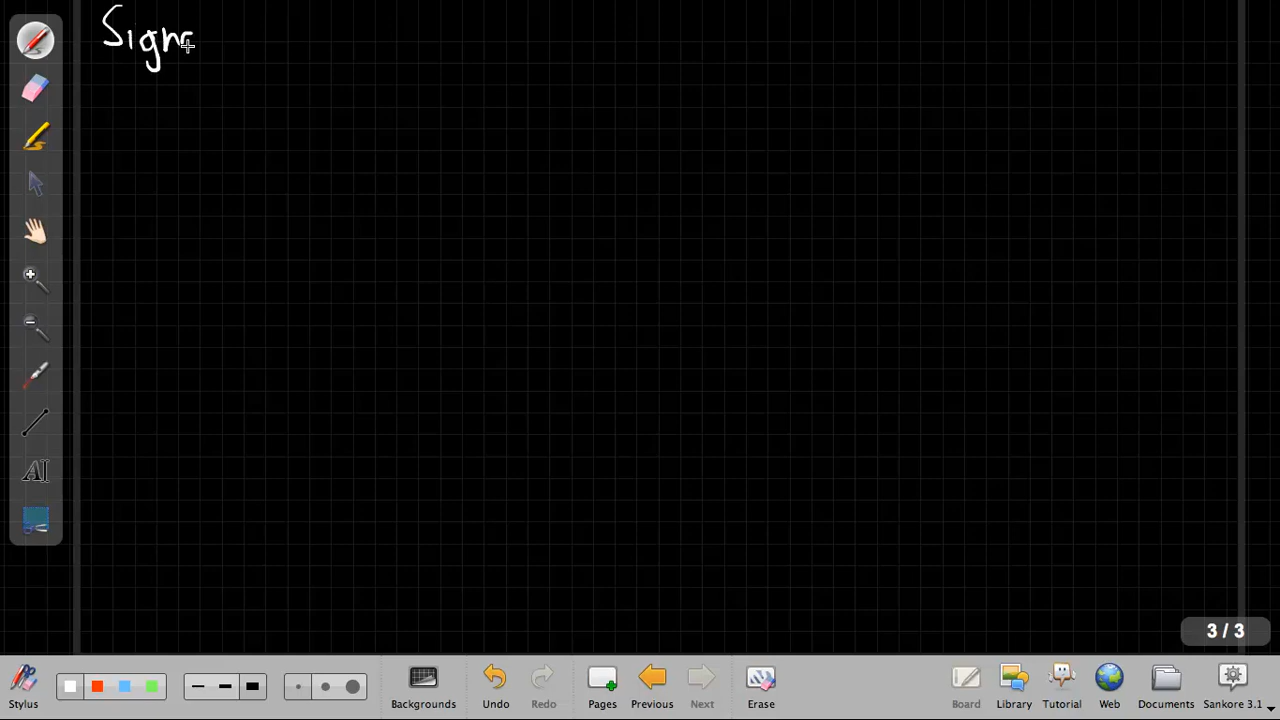 Sign
3 / 3
Stylus
Backgrounds
Undo
Redo
Pages
Previous
Next
Erase
Board
Library
Tutorial
Web
Documents
Sankore 3.1
AI